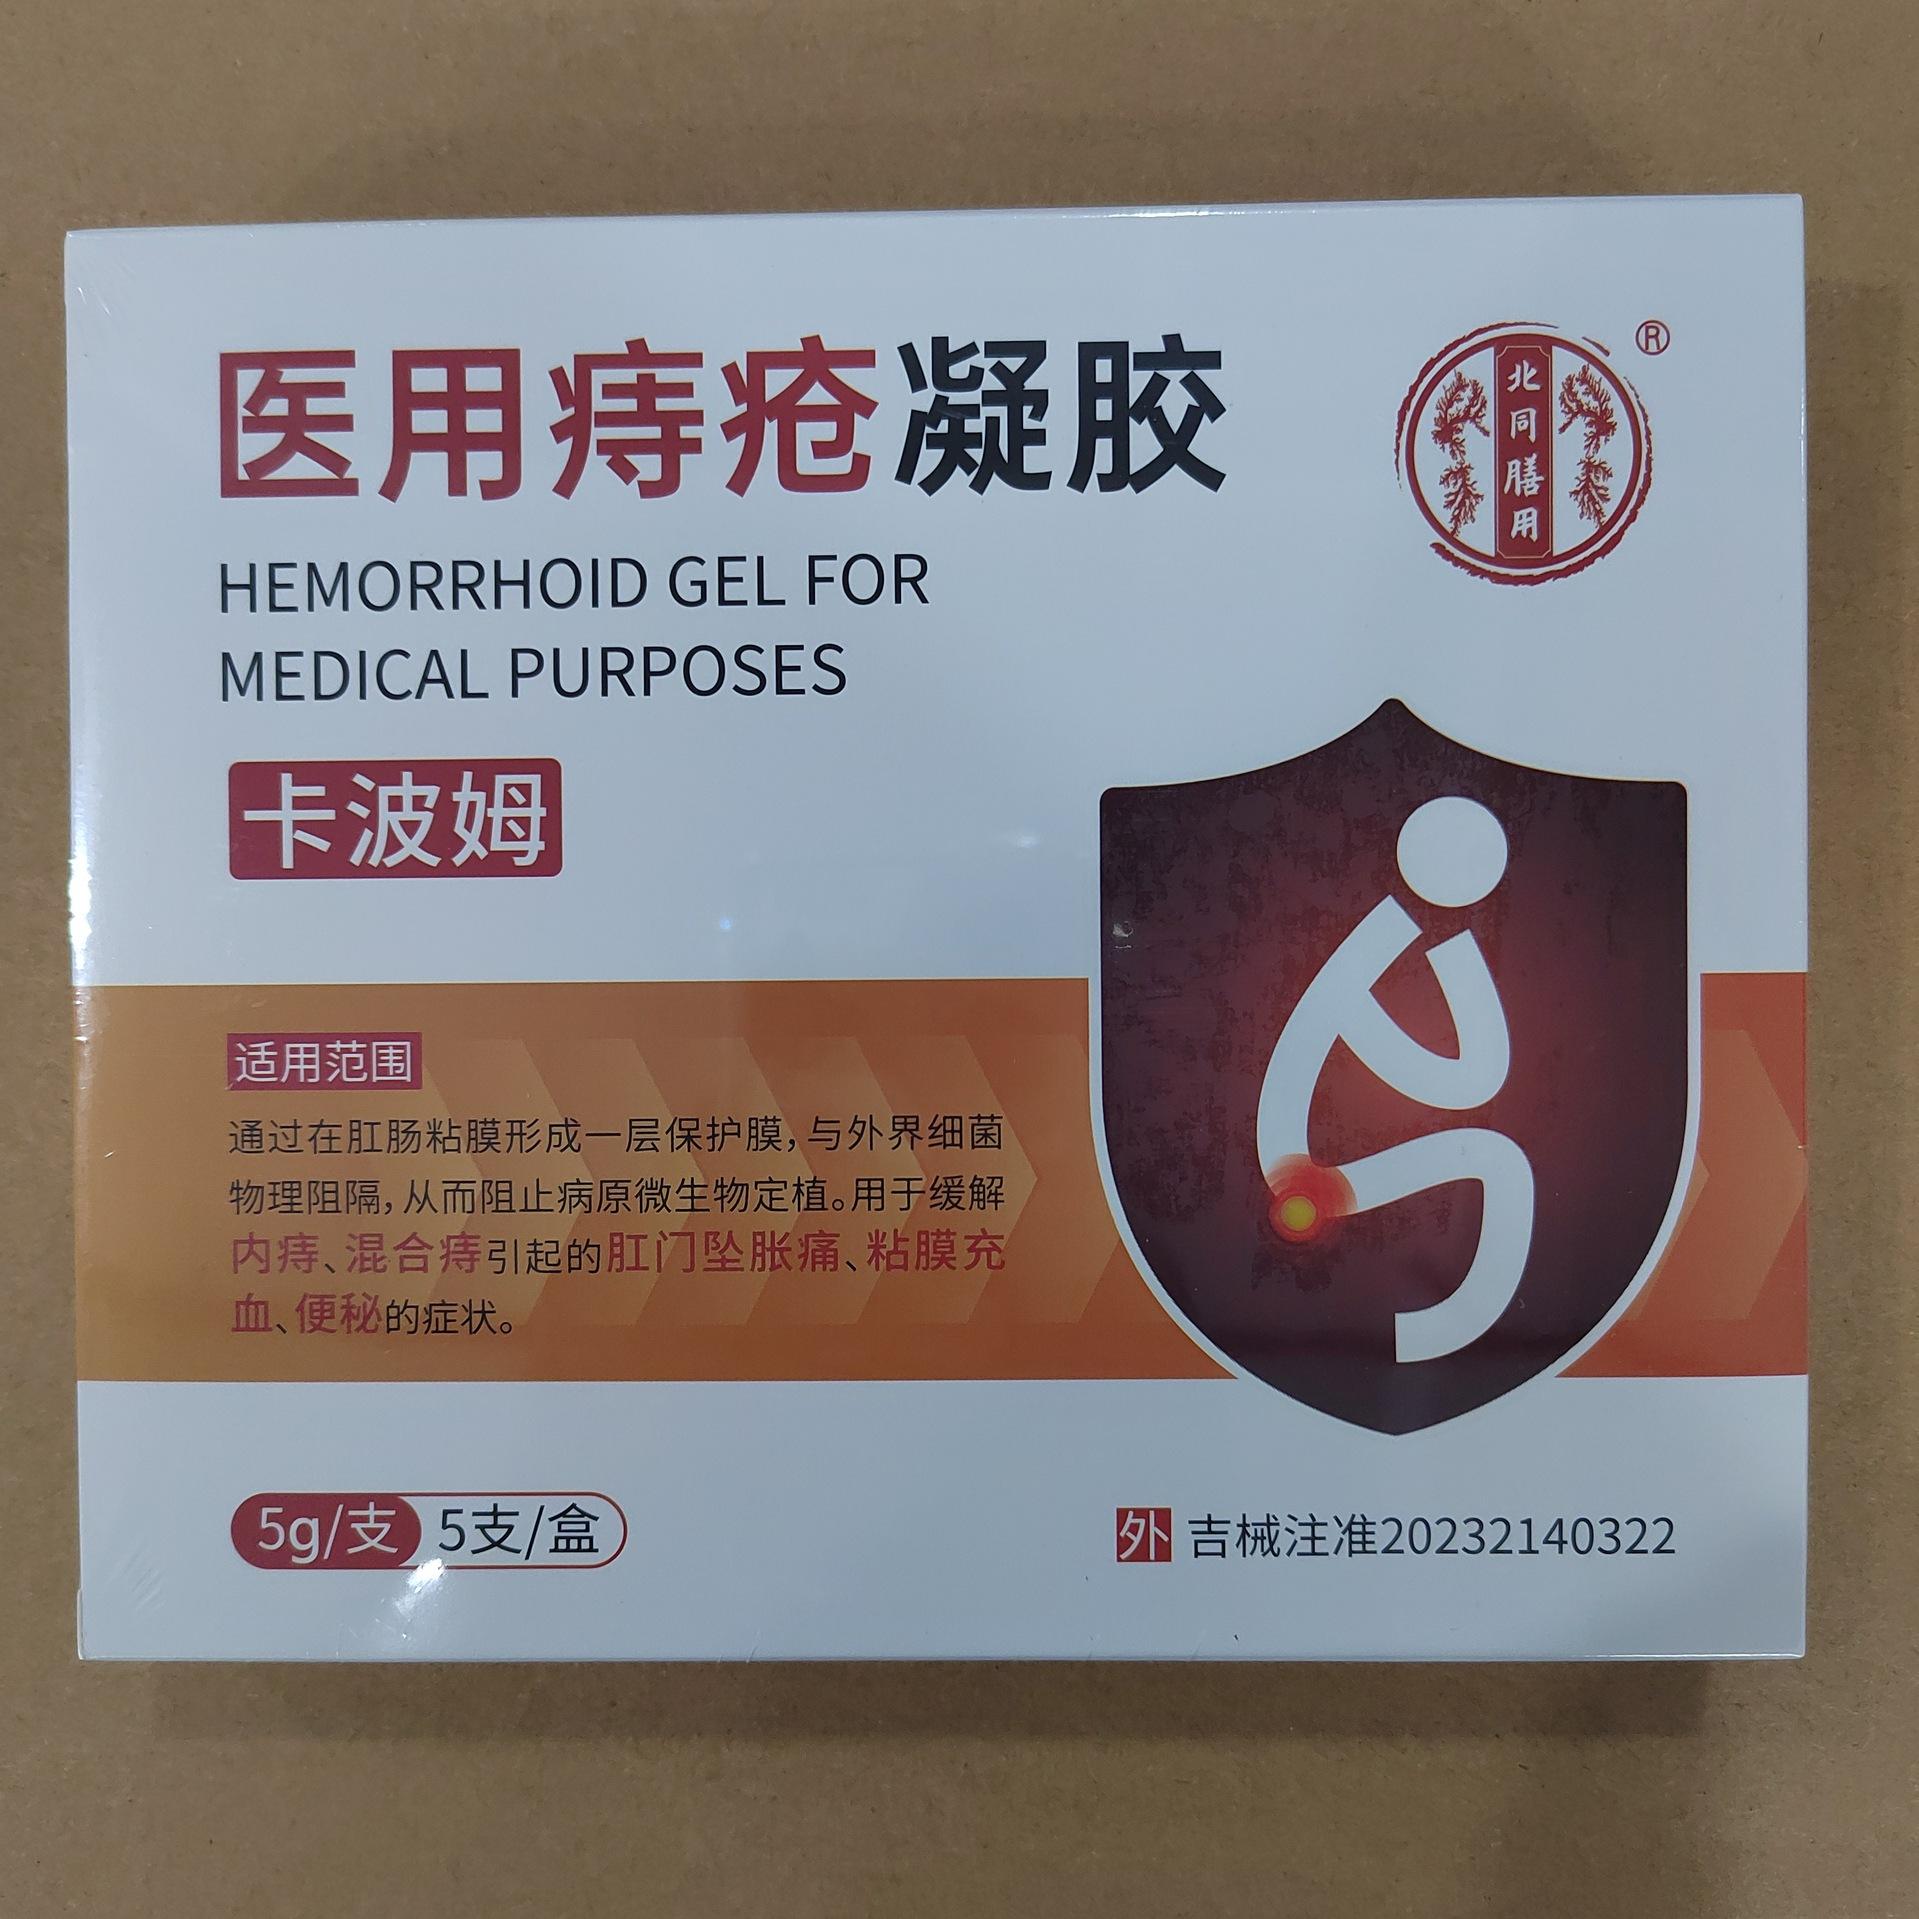 医用痔疮凝胶
®
北同膳用
HEMORRHOID GEL FOR
MEDICAL PURPOSES
卡波姆
适用范围
通过在肛肠粘膜形成一层保护膜，与外界细菌
物理阻隔，从而阻止病原微生物定植。用于缓解
内痔、混合痔引起的肛门坠胀痛、粘膜充
血、便秘的症状。
5g/支 5支/盒
外 吉械注准20232140322